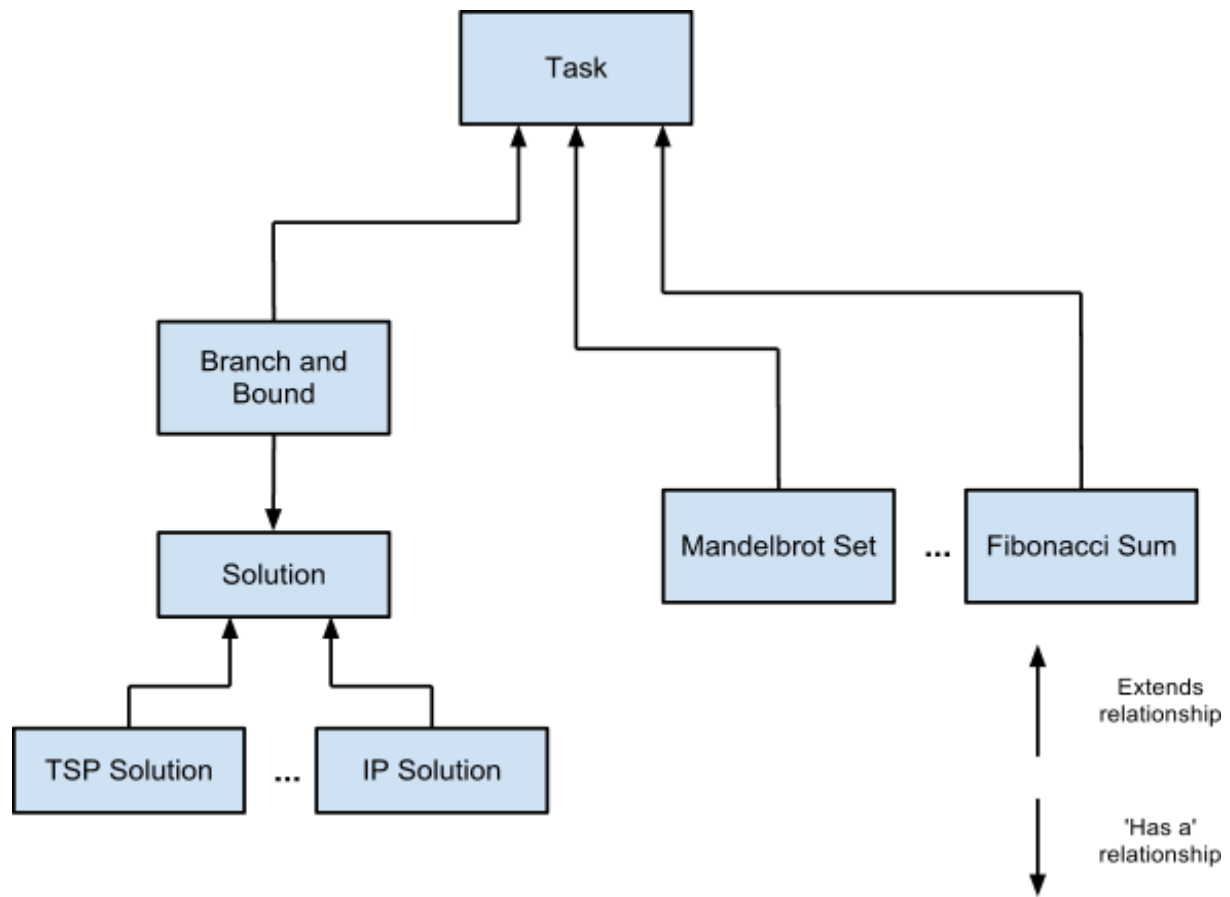 Task
Branch and
Bound
Solution
Mandelbrot Set
...
Fibonacci Sum
TSP Solution
...
IP Solution
Extends
relationship
'Has a'
relationship